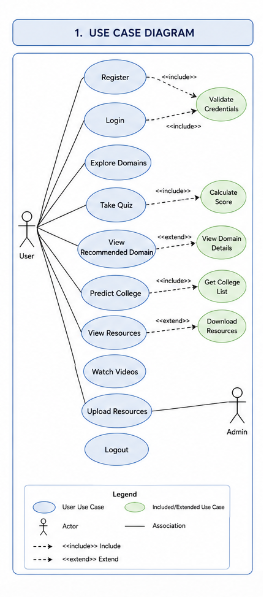 1. USE CASE DIAGRAM
Register
<<include>>
Validate
Credentials
Login
<<include>>
Explore Domains
Take Quiz
<<include>>
Calculate
Score
User
View
Recommended Domain
<<extend>>
View Domain
Details
Predict College
<<include>>
Get College
List
View Resources
<<extend>>
Download
Resources
Watch Videos
Upload Resources
Admin
Logout
Legend
User Use Case
Included/Extended Use Case
Actor
Association
<<include>> Include
<<extend>> Extend